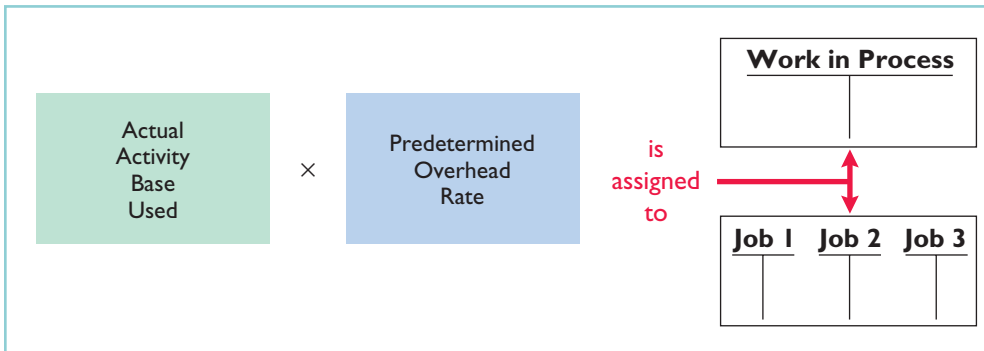 Actual
Activity
Base
Used
×
Predetermined
Overhead
Rate
is
assigned
to
Work in Process
Job 1 Job 2 Job 3